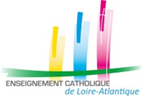 ENSEIGNEMENT CATHOLIQUE
de Loire-Atlantique